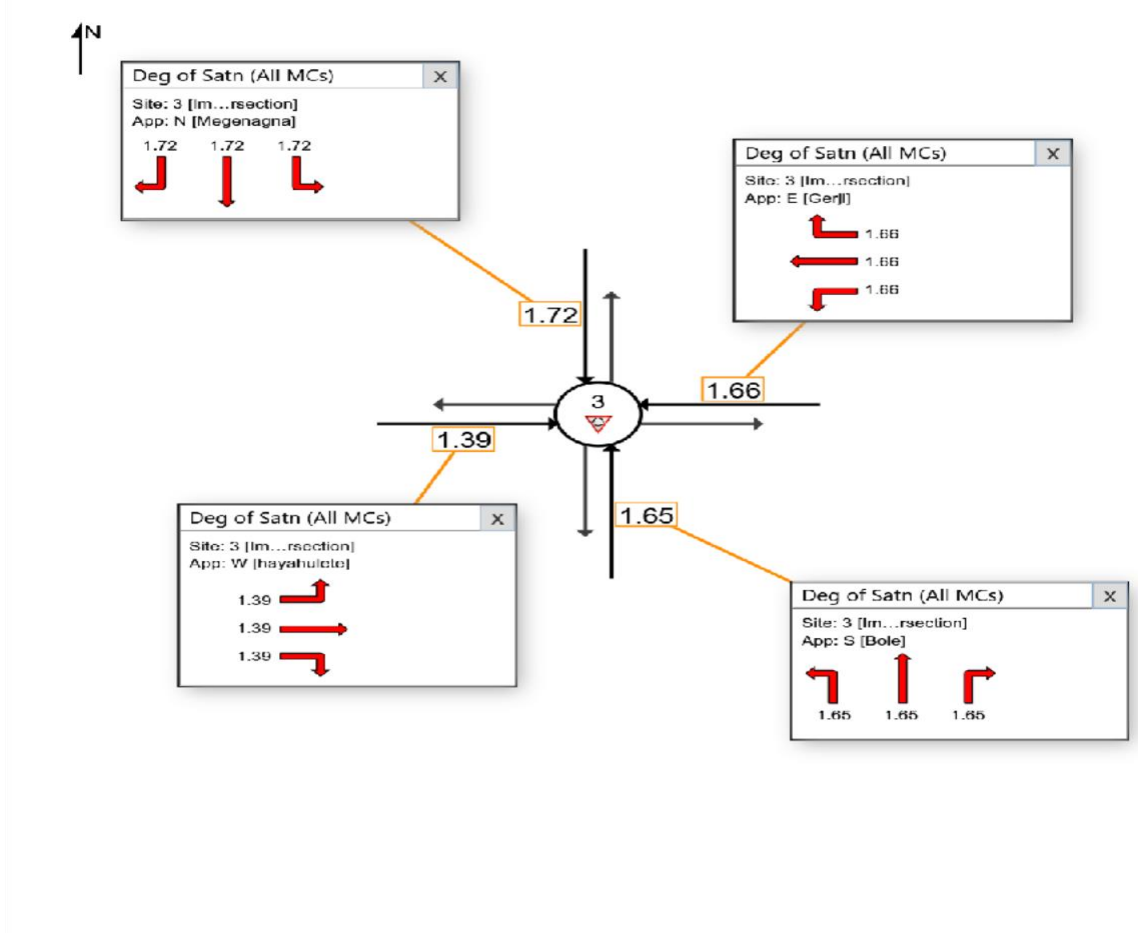 N
Deg of Satn (All MCs) X
Site: 3 [Im...rsection]
App: N [Megenagna]
1.72 1.72 1.72
Deg of Satn (All MCs) X
Site: 3 [Im...rsection]
App: E [Gerji]
1.66
1.66
1.66
1.72
1.66
3
1.39
1.65
Deg of Satn (All MCs) X
Site: 3 [Im...rsection]
App: W [hayahulete]
1.39
1.39
1.39
Deg of Satn (All MCs) X
Site: 3 [Im...rsection]
App: S [Bole]
1.65 1.65 1.65